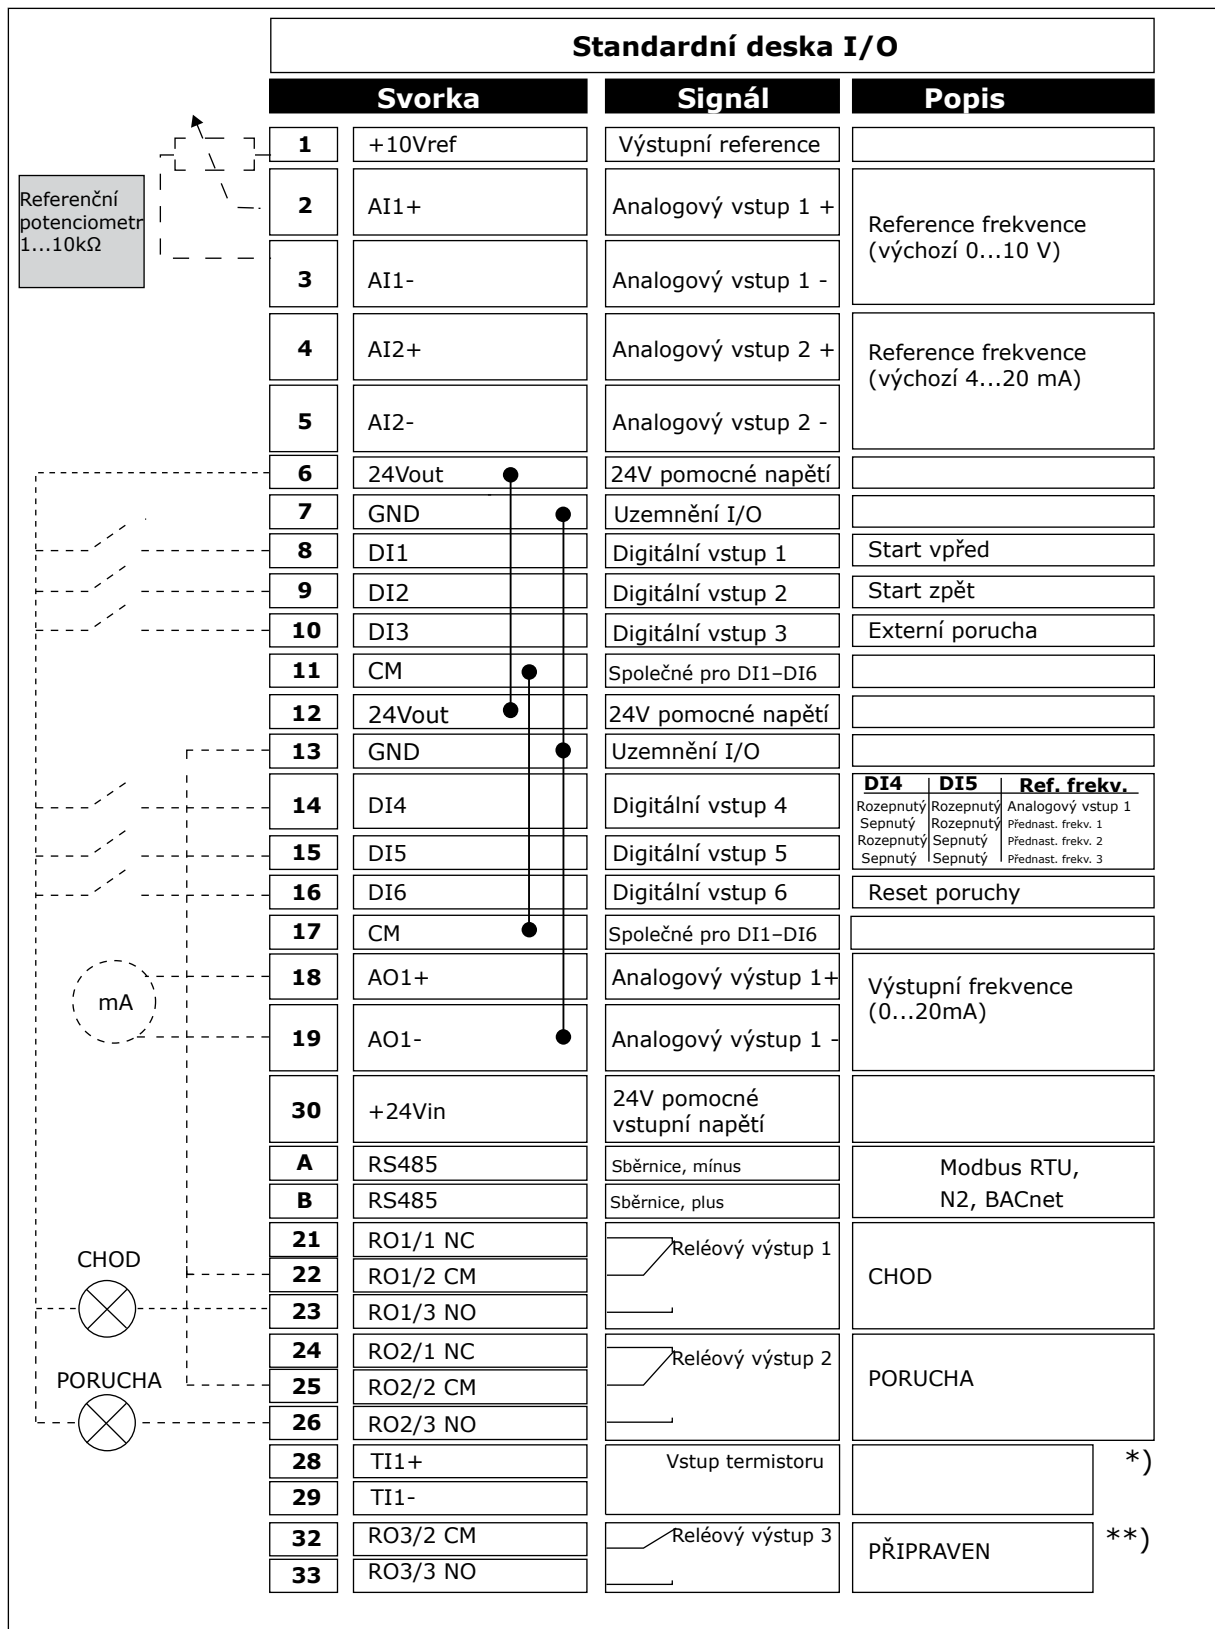 Standardní deska I/O
Svorka Signál Popis
1 +10Vref Výstupní reference
Referenční
potenciometr
1...10kΩ
2 AI1+ Analogový vstup 1 +
Reference frekvence
(výchozí 0...10 V)
3 AI1- Analogový vstup 1 -
4 AI2+ Analogový vstup 2 +
Reference frekvence
(výchozí 4...20 mA)
5 AI2- Analogový vstup 2 -
6 24Vout 24V pomocné napětí
7 GND Uzemnění I/O
8 DI1 Digitální vstup 1 Start vpřed
9 DI2 Digitální vstup 2 Start zpět
10 DI3 Digitální vstup 3 Externí porucha
11 CM Společné pro DI1–DI6
12 24Vout 24V pomocné napětí
13 GND Uzemnění I/O
14 DI4 Digitální vstup 4
DI4 DI5 Ref. frekv.
Rozepnutý Rozepnutý Analogový vstup 1
Sepnutý Rozepnutý Přednast. frekv. 1
Rozepnutý Sepnutý Přednast. frekv. 2
Sepnutý Sepnutý Přednast. frekv. 3
15 DI5 Digitální vstup 5
16 DI6 Digitální vstup 6 Reset poruchy
17 CM Společné pro DI1–DI6
mA
18 AO1+ Analogový výstup 1+
Výstupní frekvence
(0...20mA)
19 AO1- Analogový výstup 1 -
30 +24Vin 24V pomocné
vstupní napětí
A RS485 Sběrnice, mínus
Modbus RTU,
N2, BACnet
B RS485 Sběrnice, plus
21 RO1/1 NC Reléový výstup 1
CHOD
22 RO1/2 CM CHOD
23 RO1/3 NO
24 RO2/1 NC Reléový výstup 2
PORUCHA
25 RO2/2 CM PORUCHA
26 RO2/3 NO
28 TI1+ Vstup termistoru *)
29 TI1-
32 RO3/2 CM Reléový výstup 3 PŘIPRAVEN **)
33 RO3/3 NO